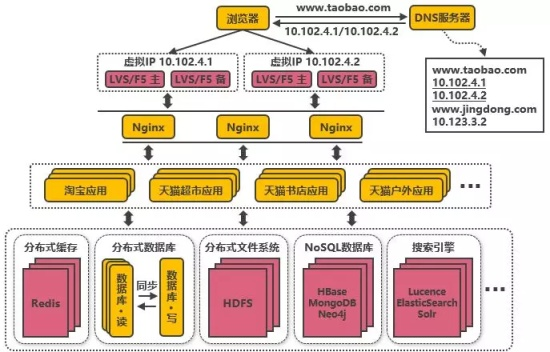 www.taobao.com
浏览器
DNS服务器
10.102.4.1/10.102.4.2
虚拟IP 10.102.4.1
虚拟IP 10.102.4.2
LVS/F5 主
LVS/F5 备
LVS/F5 主
LVS/F5 备
www.taobao.com
10.102.4.1
10.102.4.2
www.jingdong.com
10.123.3.2
Nginx
Nginx
Nginx
淘宝应用
天猫超市应用
天猫书店应用
天猫户外应用
分布式缓存
分布式数据库
分布式文件系统
NoSQL数据库
搜索引擎
Redis
数据库·读
同步
数据库·写
HDFS
HBase
MongoDB
Neo4j
Lucence
ElasticSearch
Solr